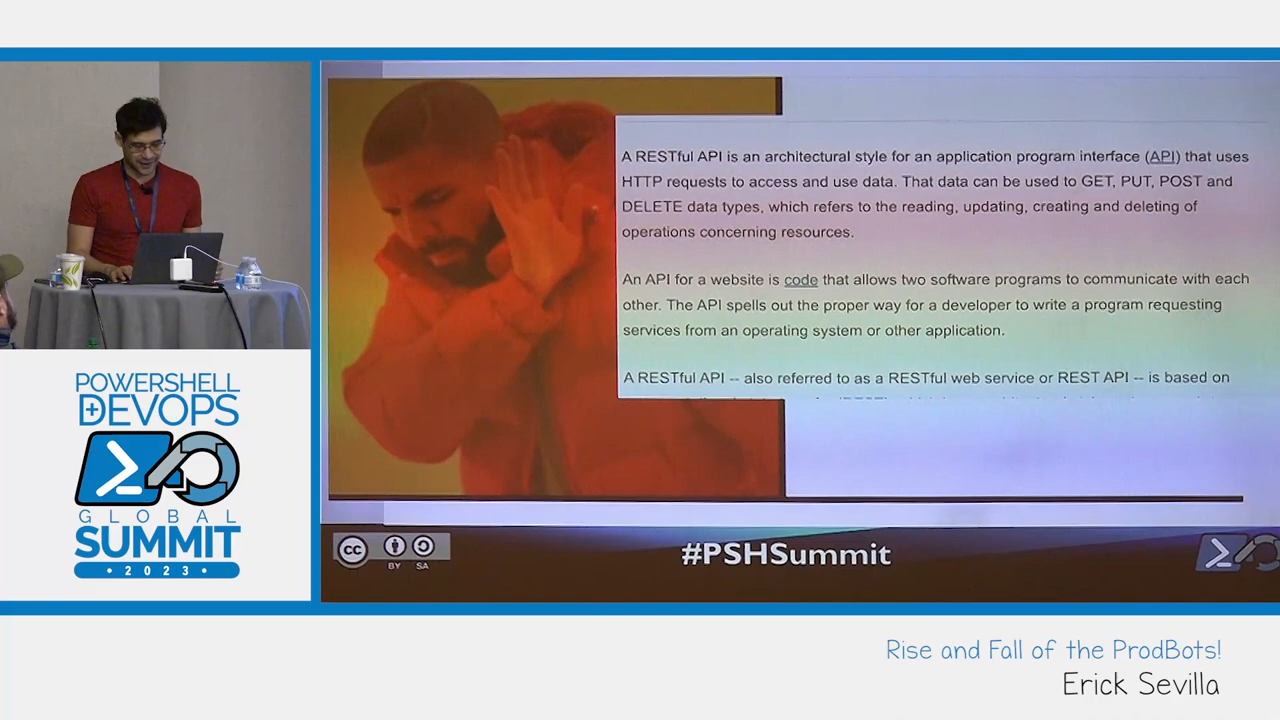 A RESTful API is an architectural style for an application program interface (API) that uses
HTTP requests to access and use data. That data can be used to GET, PUT, POST and
DELETE data types, which refers to the reading, updating, creating and deleting of
operations concerning resources.
An API for a website is code that allows two software programs to communicate with each
other. The API spells out the proper way for a developer to write a program requesting
services from an operating system or other application.
A RESTful API -- also referred to as a RESTful web service or REST API -- is based on
POWERSHELL
+DEVOPS
GLOBAL
SUMMIT
• 2023 •
cc
BY SA
#PSHSummit
Rise and Fall of the ProdBots!
Erick Sevilla